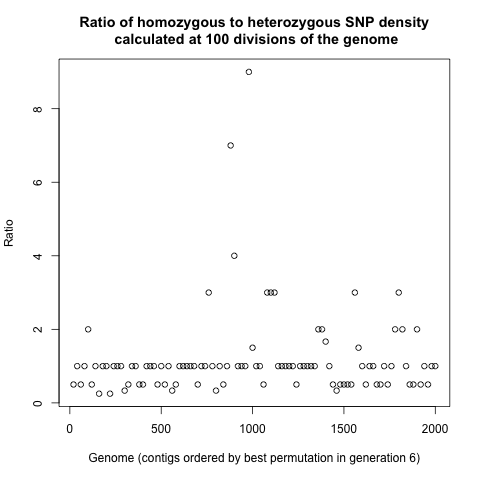 Ratio of homozygous to heterozygous SNP density
calculated at 100 divisions of the genome
Ratio
8
6
4
2
0
0 500 1000 1500 2000
Genome (contigs ordered by best permutation in generation 6)